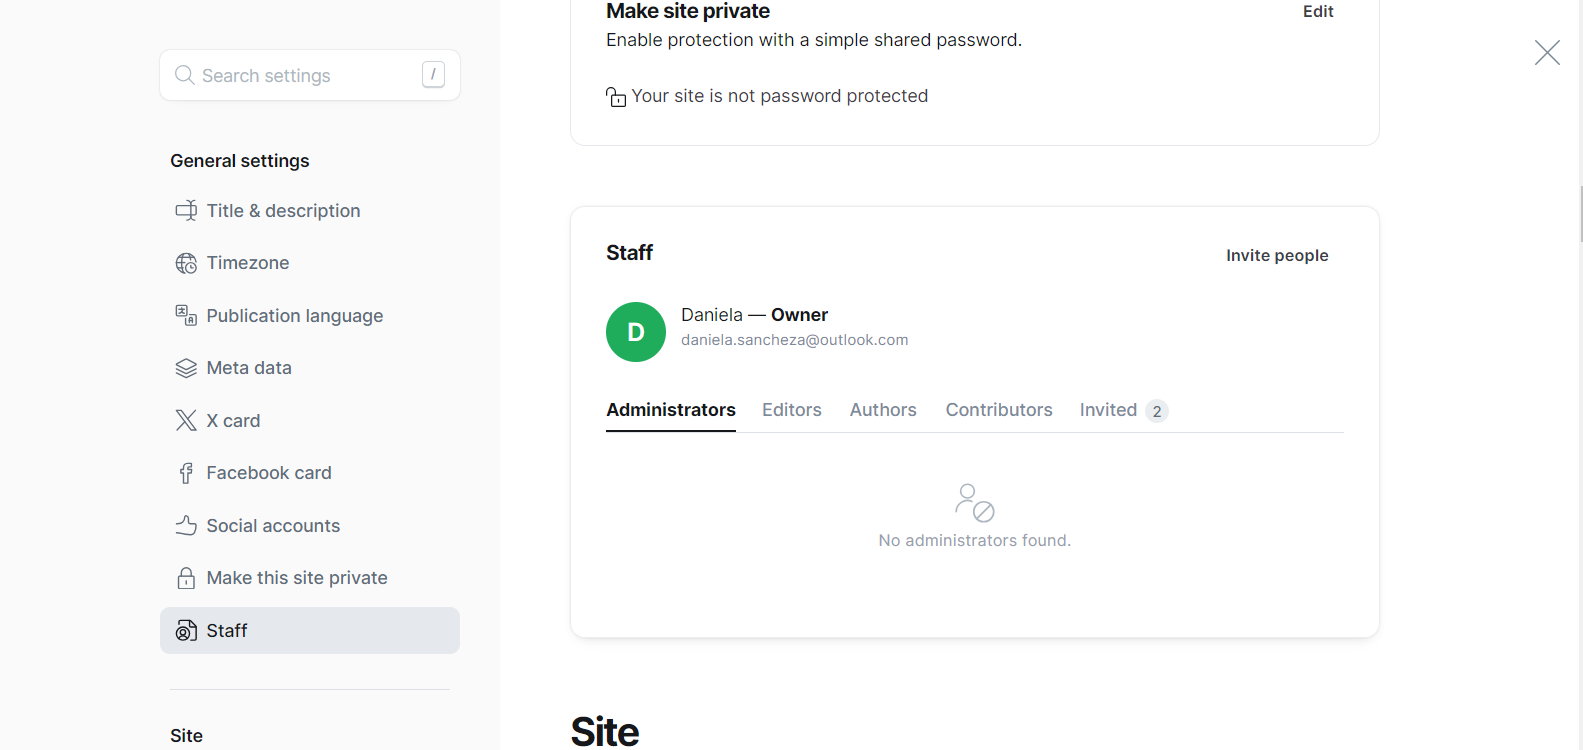 Search settings /
General settings
Title & description
Timezone
Publication language
Meta data
X card
Facebook card
Social accounts
Make this site private
Staff
Site
Make site private
Edit
Enable protection with a simple shared password.
Your site is not password protected
Staff
Invite people
D
Daniela — Owner
daniela.sancheza@outlook.com
Administrators Editors Authors Contributors Invited 2
No administrators found.
Site